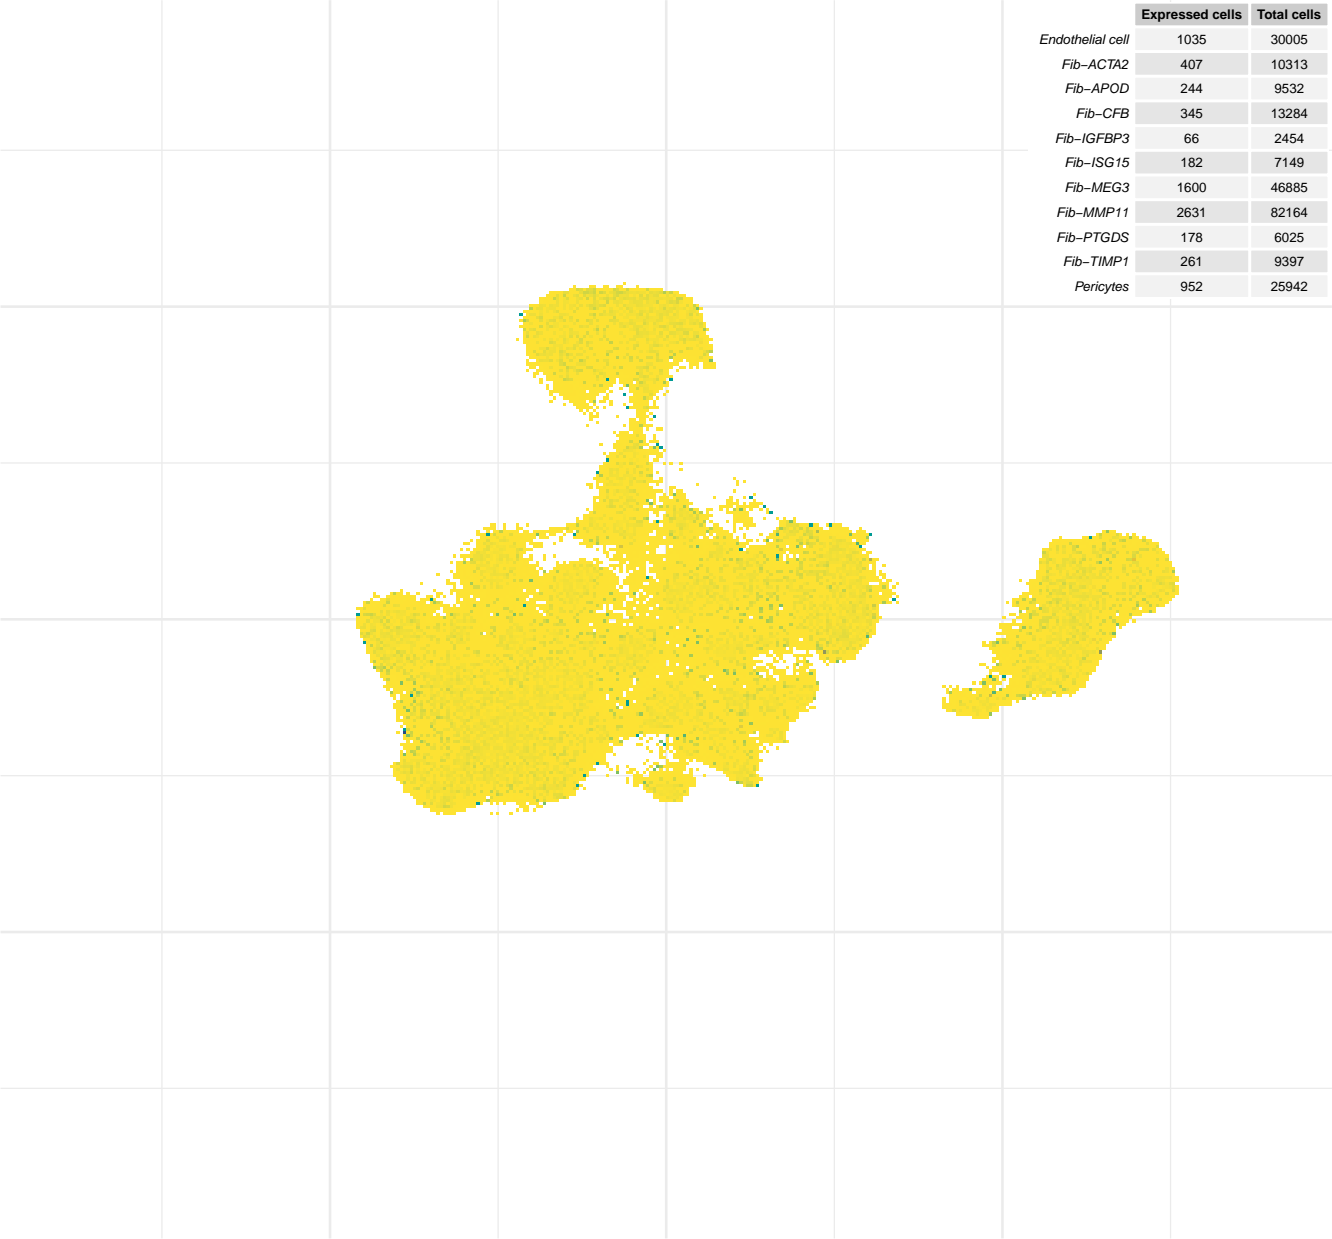 Expressed cells Total cells
Endothelial cell 1035 30005
Fib−ACTA2 407 10313
Fib−APOD 244 9532
Fib−CFB 345 13284
Fib−IGFBP3 66 2454
Fib−ISG15 182 7149
Fib−MEG3 1600 46885
Fib−MMP11 2631 82164
Fib−PTGDS 178 6025
Fib−TIMP1 261 9397
Pericytes 952 25942